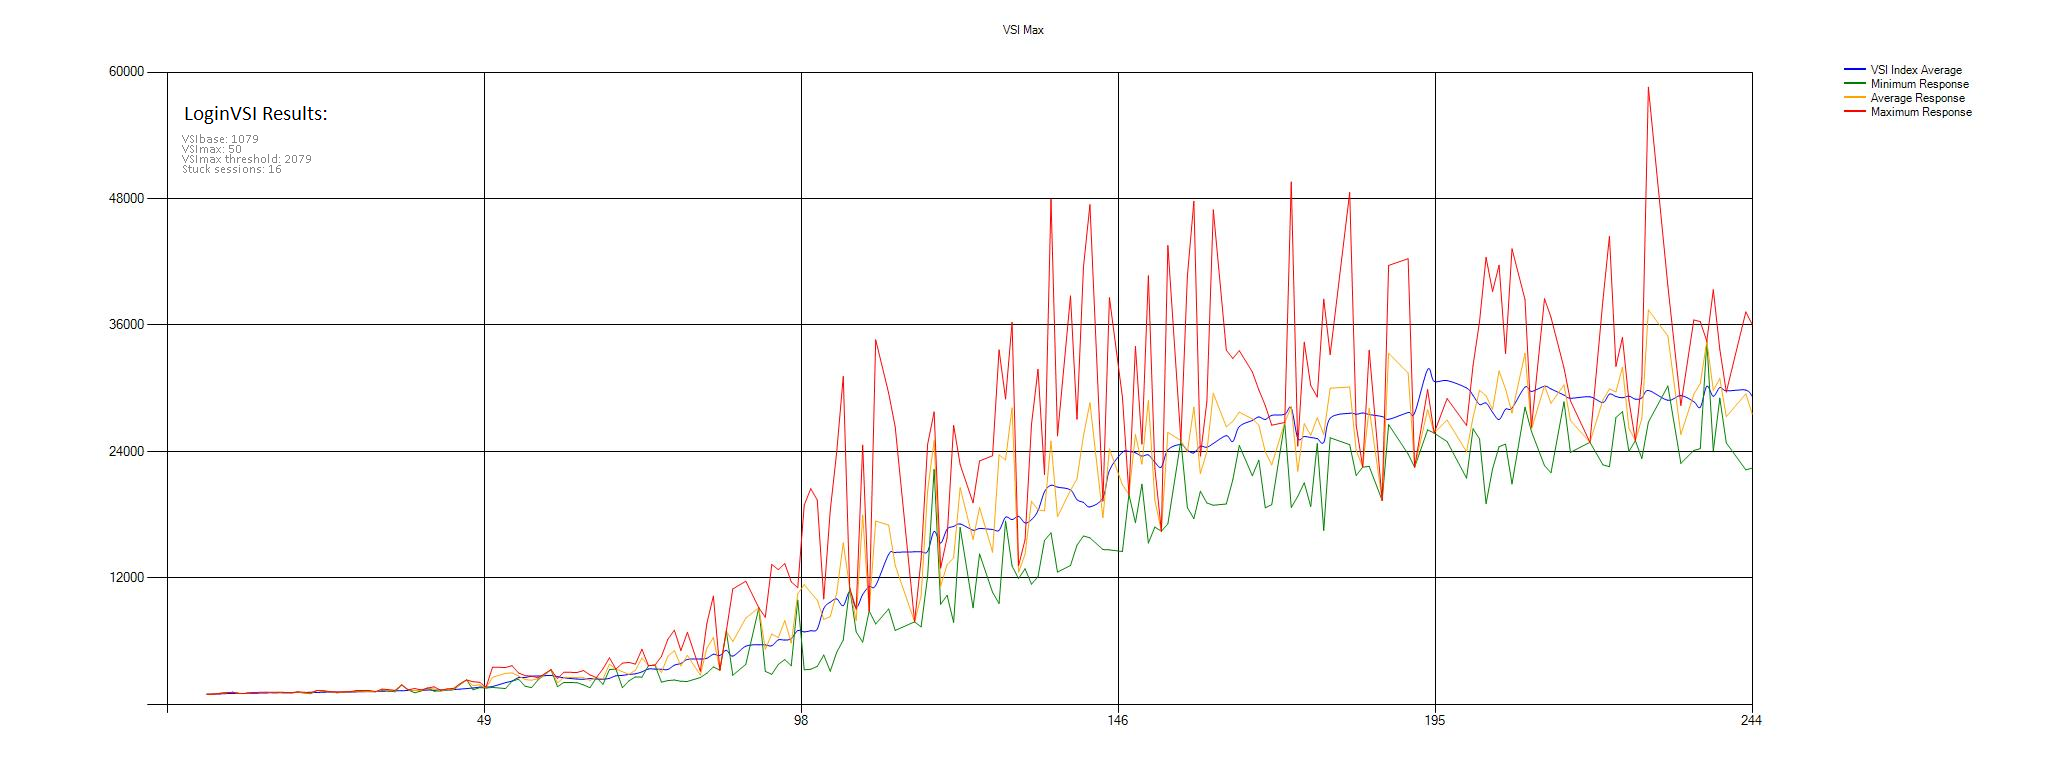 VSI Max
60000
48000
36000
24000
12000
LoginVSI Results:
VSIbase: 1079
VSImax: 50
VSImax threshold: 2079
Stuck sessions: 16
VSI Index Average
Minimum Response
Average Response
Maximum Response
49
98
146
195
244